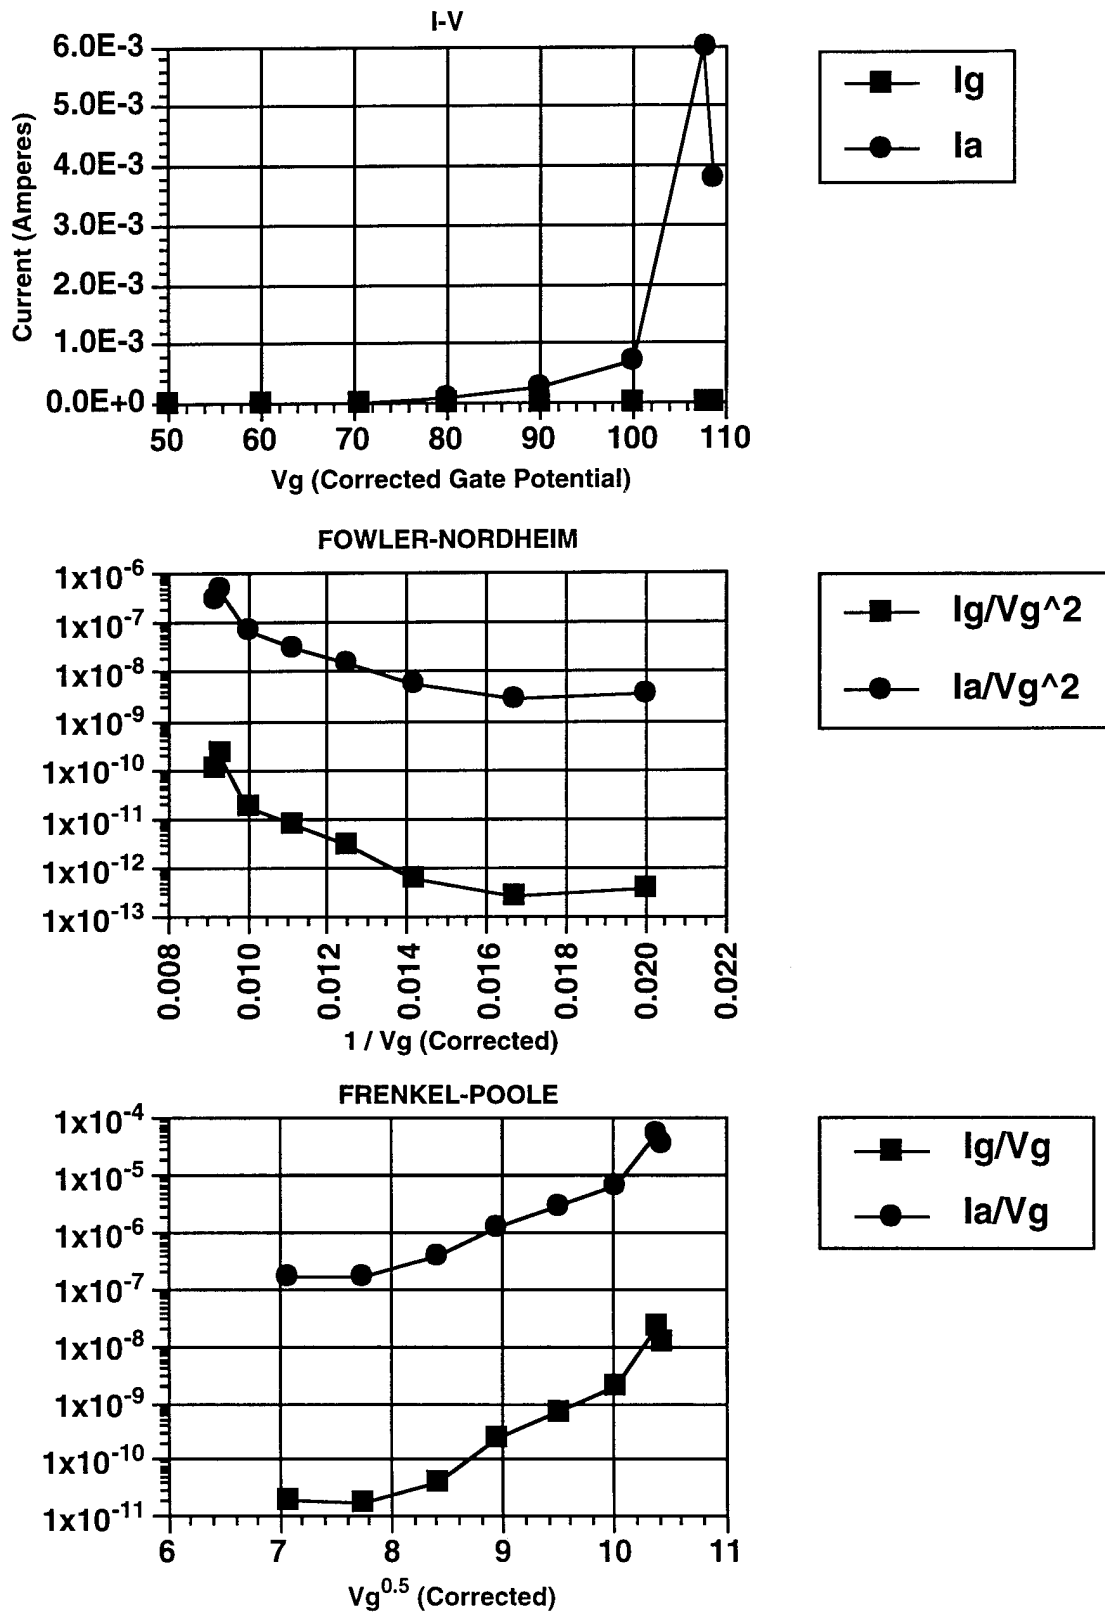 I-V
6.0E-3
5.0E-3
4.0E-3
3.0E-3
2.0E-3
1.0E-3
0.0E+0
Current (Amperes)
50 60 70 80 90 100 110
Vg (Corrected Gate Potential)
Ig
Ia
FOWLER-NORDHEIM
1x10^-6
1x10^-7
1x10^-8
1x10^-9
1x10^-10
1x10^-11
1x10^-12
1x10^-13
0.008 0.010 0.012 0.014 0.016 0.018 0.020 0.022
1 / Vg (Corrected)
Ig/Vg^2
Ia/Vg^2
FRENKEL-POOLE
1x10^-4
1x10^-5
1x10^-6
1x10^-7
1x10^-8
1x10^-9
1x10^-10
1x10^-11
6 7 8 9 10 11
Vg^0.5 (Corrected)
Ig/Vg
Ia/Vg